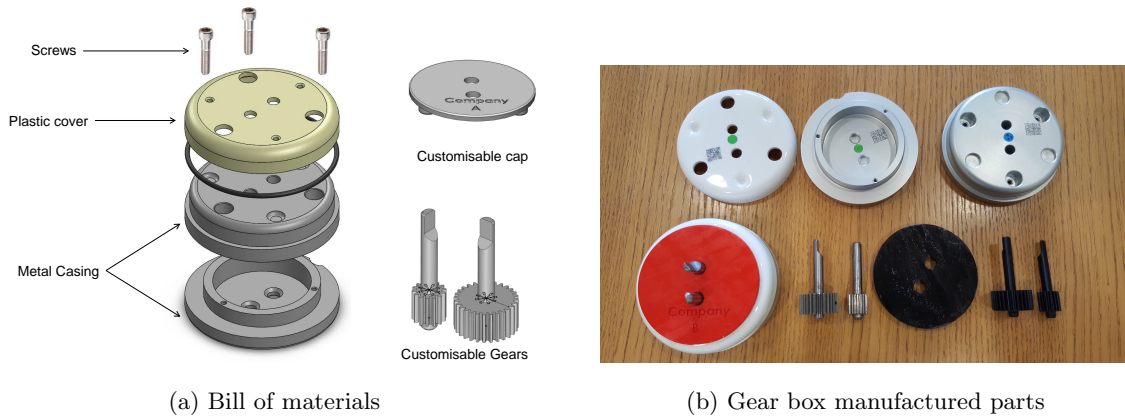 Screws
Plastic cover
Metal Casing
Company
A
Customisable cap
Customisable Gears
Company
B
(a) Bill of materials
(b) Gear box manufactured parts